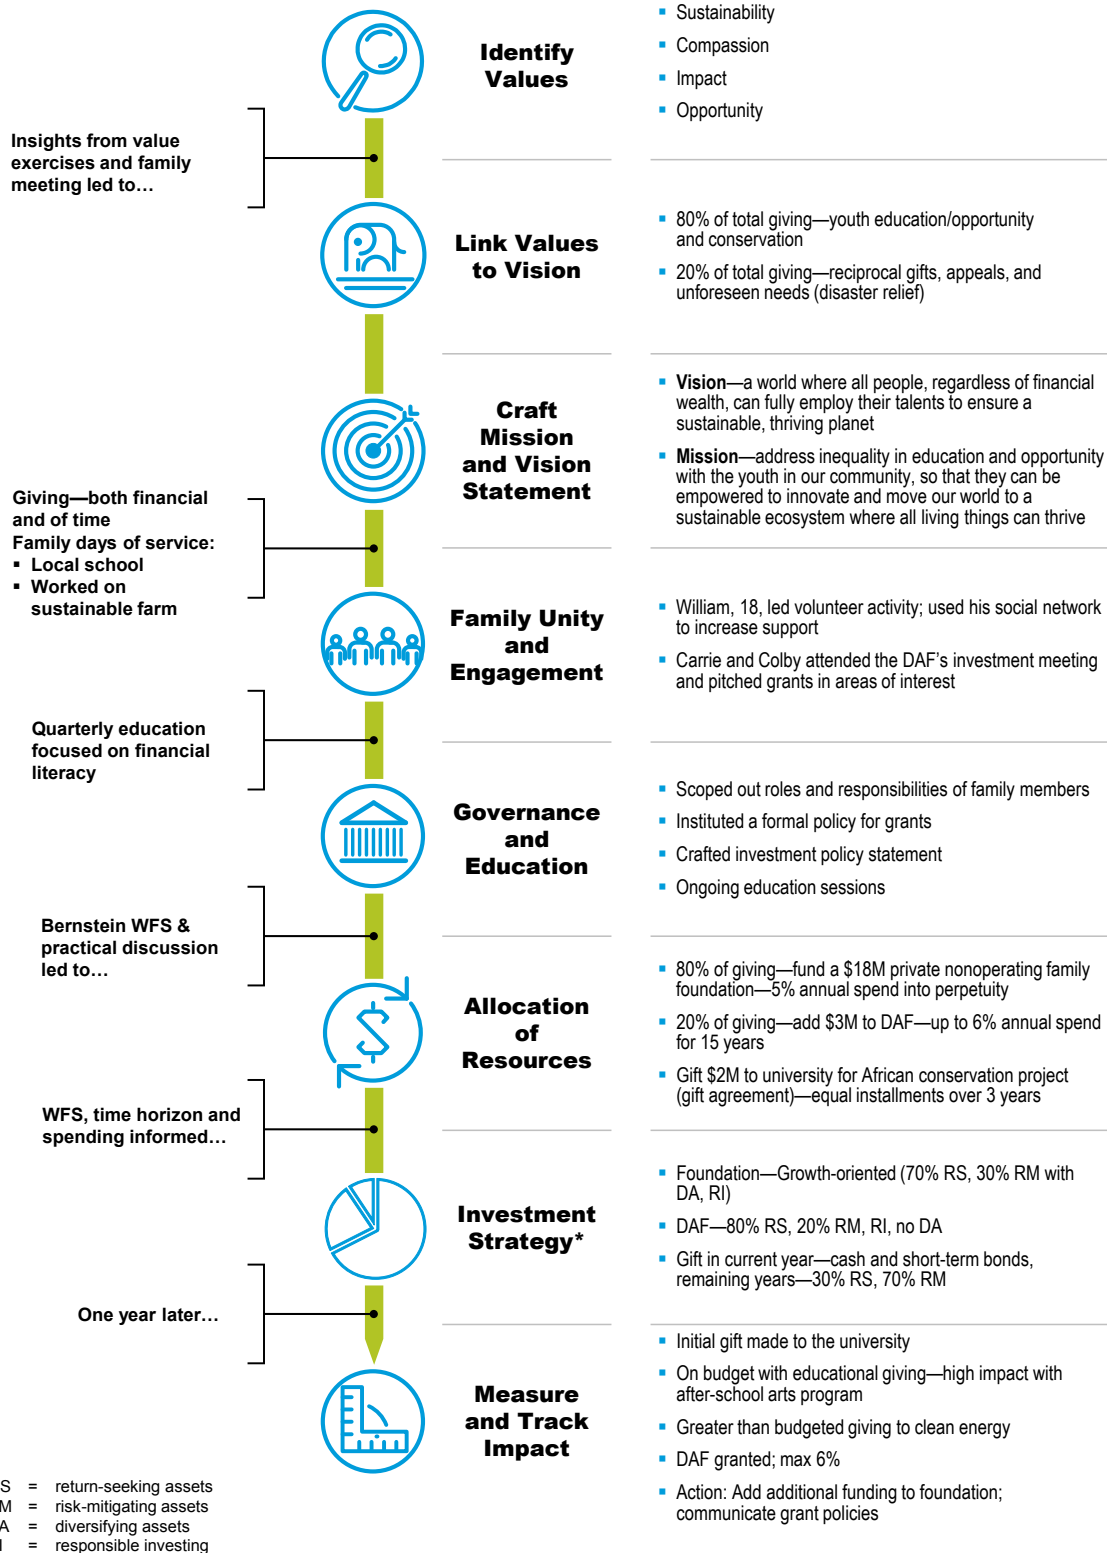 Identify
Values
▪ Sustainability
▪ Compassion
▪ Impact
▪ Opportunity
Insights from value
exercises and family
meeting led to…
Link Values
to Vision
▪ 80% of total giving—youth education/opportunity
and conservation
▪ 20% of total giving—reciprocal gifts, appeals, and
unforeseen needs (disaster relief)
Craft
Mission
and Vision
Statement
▪ Vision—a world where all people, regardless of financial
wealth, can fully employ their talents to ensure a
sustainable, thriving planet
▪ Mission—address inequality in education and opportunity
with the youth in our community, so that they can be
empowered to innovate and move our world to a
sustainable ecosystem where all living things can thrive
Giving—both financial
and of time
Family days of service:
▪ Local school
▪ Worked on
sustainable farm
Family Unity
and
Engagement
▪ William, 18, led volunteer activity; used his social network
to increase support
▪ Carrie and Colby attended the DAF’s investment meeting
and pitched grants in areas of interest
Quarterly education
focused on financial
literacy
Governance
and
Education
▪ Scoped out roles and responsibilities of family members
▪ Instituted a formal policy for grants
▪ Crafted investment policy statement
▪ Ongoing education sessions
Bernstein WFS &
practical discussion
led to…
Allocation
of
Resources
▪ 80% of giving—fund a $18M private nonoperating family
foundation—5% annual spend into perpetuity
▪ 20% of giving—add $3M to DAF—up to 6% annual spend
for 15 years
▪ Gift $2M to university for African conservation project
(gift agreement)—equal installments over 3 years
WFS, time horizon and
spending informed…
Investment
Strategy*
▪ Foundation—Growth-oriented (70% RS, 30% RM with
DA, RI)
▪ DAF—80% RS, 20% RM, RI, no DA
▪ Gift in current year—cash and short-term bonds,
remaining years—30% RS, 70% RM
One year later…
Measure
and Track
Impact
▪ Initial gift made to the university
▪ On budget with educational giving—high impact with
after-school arts program
▪ Greater than budgeted giving to clean energy
▪ DAF granted; max 6%
▪ Action: Add additional funding to foundation;
communicate grant policies
S = return-seeking assets
M = risk-mitigating assets
A = diversifying assets
I = responsible investing